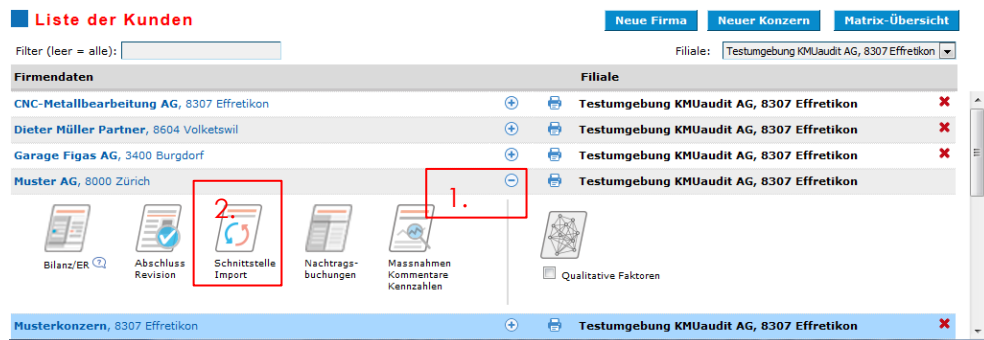 Liste der Kunden
Neue Firma Neuer Konzern Matrix-Übersicht
Filter (leer = alle): Filiale: Testumgebung KMUaudit AG, 8307 Effretikon
Firmendaten Filiale
CNC-Metallbearbeitung AG, 8307 Effretikon Testumgebung KMUaudit AG, 8307 Effretikon
Dieter Müller Partner, 8604 Volketswil Testumgebung KMUaudit AG, 8307 Effretikon
Garage Figas AG, 3400 Burgdorf Testumgebung KMUaudit AG, 8307 Effretikon
Muster AG, 8000 Zürich Testumgebung KMUaudit AG, 8307 Effretikon
1.
2.
Bilanz/ER ? Abschluss Schnittstelle Nachtrags- Massnahmen
Revision Import buchungen Kommentare
Kennzahlen
Qualitative Faktoren
Musterkonzern, 8307 Effretikon Testumgebung KMUaudit AG, 8307 Effretikon